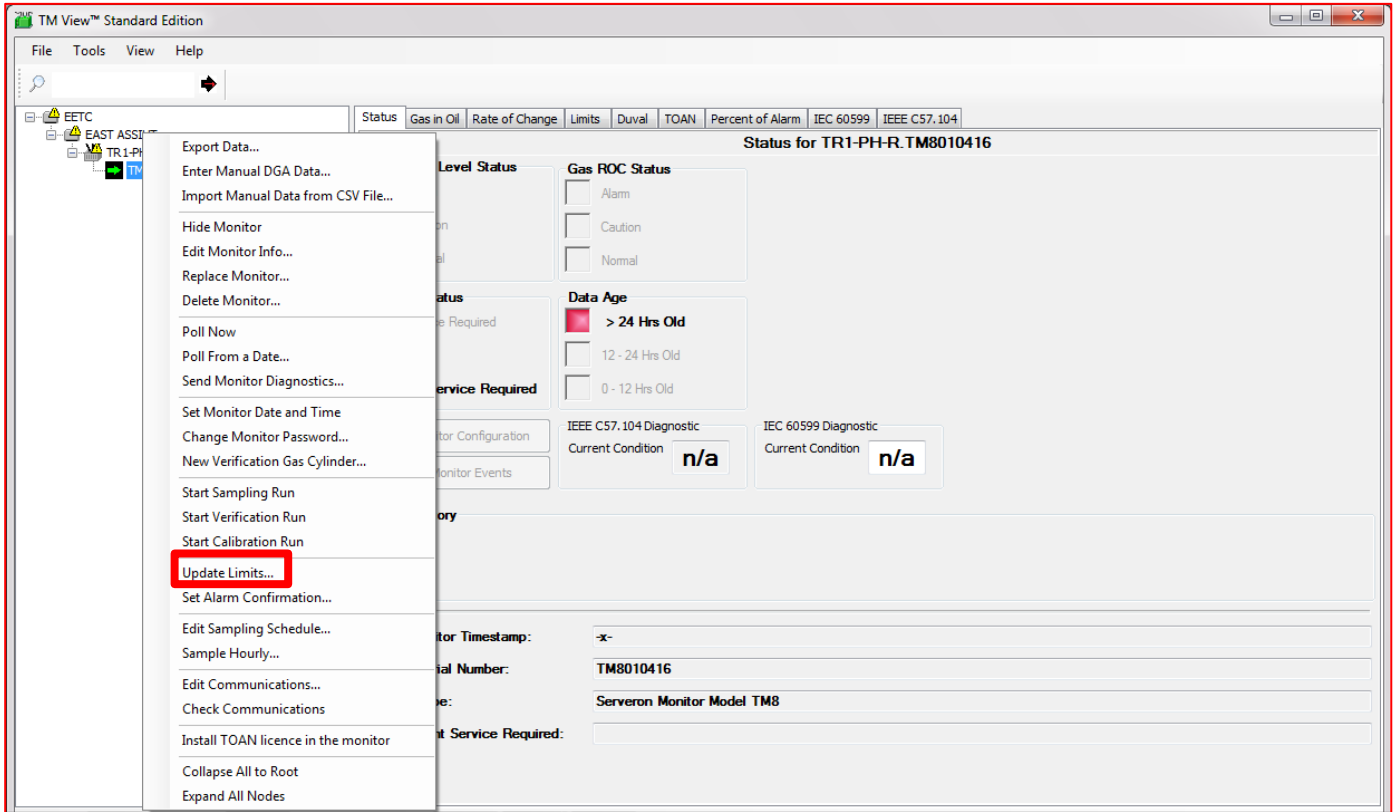 TM View™ Standard Edition
File Tools View Help
EETC
EAST ASSIUT
TR1-PH
TM
Export Data...
Enter Manual DGA Data...
Import Manual Data from CSV File...
Hide Monitor
Edit Monitor Info...
Replace Monitor...
Delete Monitor...
Poll Now
Poll From a Date...
Send Monitor Diagnostics...
Set Monitor Date and Time
Change Monitor Password...
New Verification Gas Cylinder...
Start Sampling Run
Start Verification Run
Start Calibration Run
Update Limits...
Set Alarm Confirmation...
Edit Sampling Schedule...
Sample Hourly...
Edit Communications...
Check Communications
Install TOAN licence in the monitor
Collapse All to Root
Expand All Nodes
Status Gas in Oil Rate of Change Limits Duval TOAN Percent of Alarm IEC 60599 IEEE C57.104
Status for TR1-PH-R.TM8010416
Level Status
on
al
Gas ROC Status
Alarm
Caution
Normal
atus
e Required
ervice Required
Data Age
> 24 Hrs Old
12 - 24 Hrs Old
0 - 12 Hrs Old
itor Configuration
Monitor Events
IEEE C57.104 Diagnostic
Current Condition n/a
IEC 60599 Diagnostic
Current Condition n/a
ory
itor Timestamp: -x-
ial Number: TM8010416
pe: Serveron Monitor Model TM8
nt Service Required: